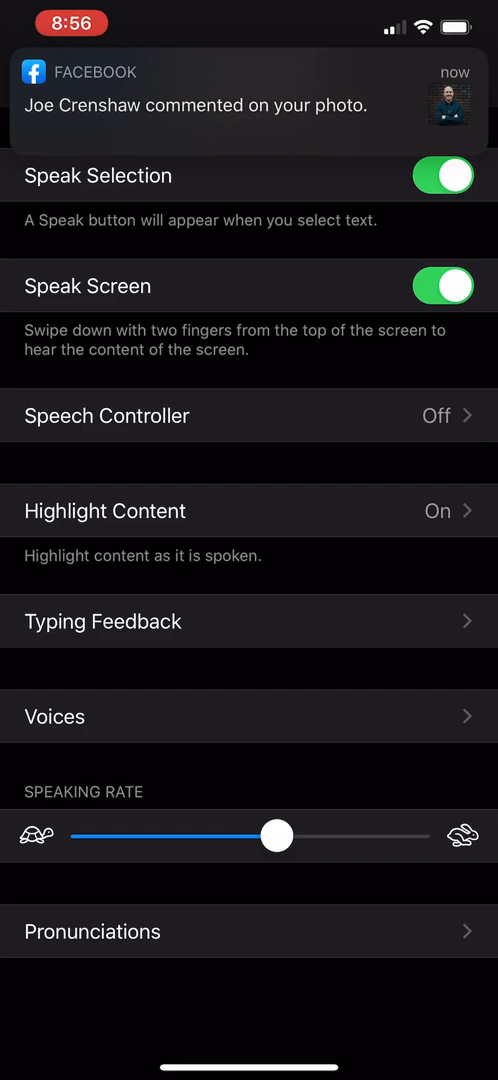 8:56
FACEBOOK
now
Joe Crenshaw commented on your photo.
Speak Selection
A Speak button will appear when you select text.
Speak Screen
Swipe down with two fingers from the top of the screen to
hear the content of the screen.
Speech Controller
Off
Highlight Content
On
Highlight content as it is spoken.
Typing Feedback
Voices
SPEAKING RATE
Pronunciations